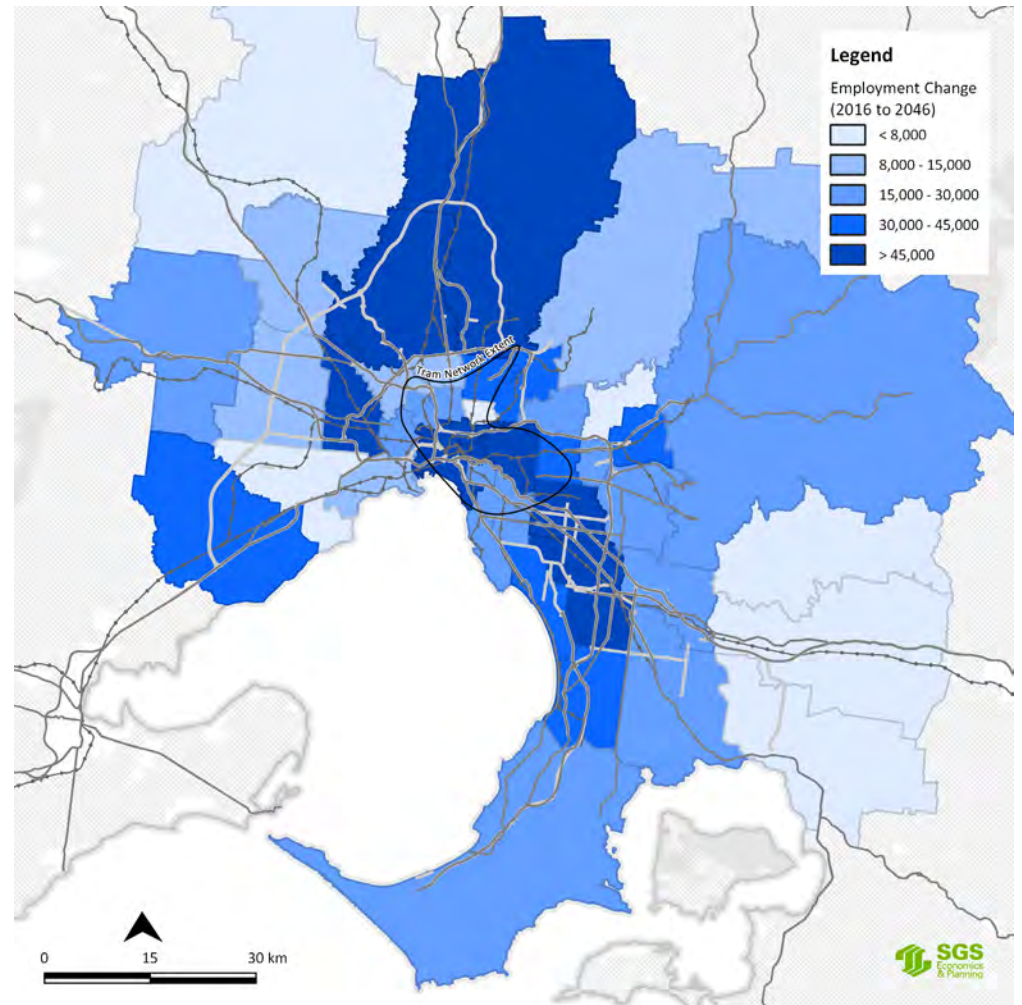 Legend
Employment Change
(2016 to 2046)
< 8,000
8,000 - 15,000
15,000 - 30,000
30,000 - 45,000
> 45,000
Tram Network Extent
0 15 30 km
SGS
Economics
& Planning